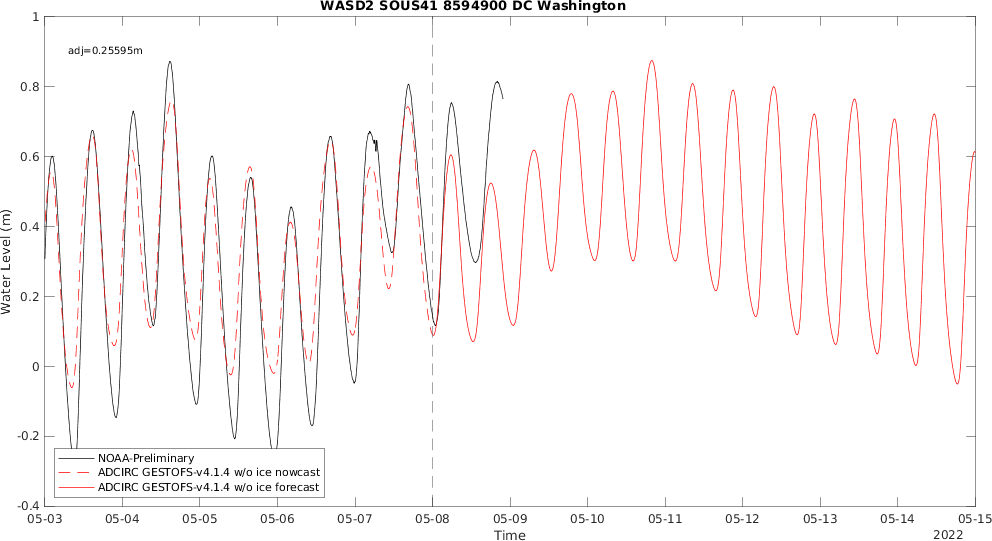 WASD2 SOUS41 8594900 DC Washington
adj=0.25595m
Water Level (m)
1
0.8
0.6
0.4
0.2
0
-0.2
-0.4
NOAA-Preliminary
ADCIRC GESTOFS-v4.1.4 w/o ice nowcast
ADCIRC GESTOFS-v4.1.4 w/o ice forecast
05-03 05-04 05-05 05-06 05-07 05-08 05-09 05-10 05-11 05-12 05-13 05-14 05-15
Time
2022